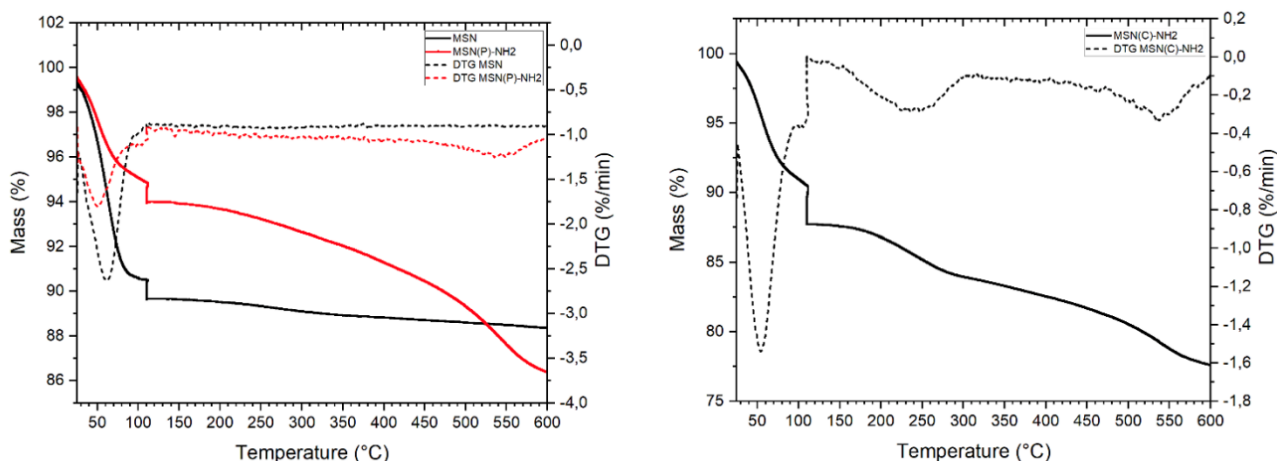 102
100
97
96
94
91
89
88
86
Mass (%)
50 100 150 200 250 300 350 400 450 500 550 600
Temperature (°C)
0,0
-0,5
-1,0
-1,5
-2,0
-2,5
-3,0
-3,5
-4,0
DTG (%/min)
MSN
MSN(P)-NH2
DTG MSN
DTG MSN(P)-NH2
100
95
90
85
80
75
Mass (%)
50 100 150 200 250 300 350 400 450 500 550 600
Temperature (°C)
0,2
0,0
-0,2
-0,4
-0,6
-0,8
-1,0
-1,2
-1,4
-1,6
-1,8
DTG (%/min)
MSN(C)-NH2
DTG MSN(C)-NH2